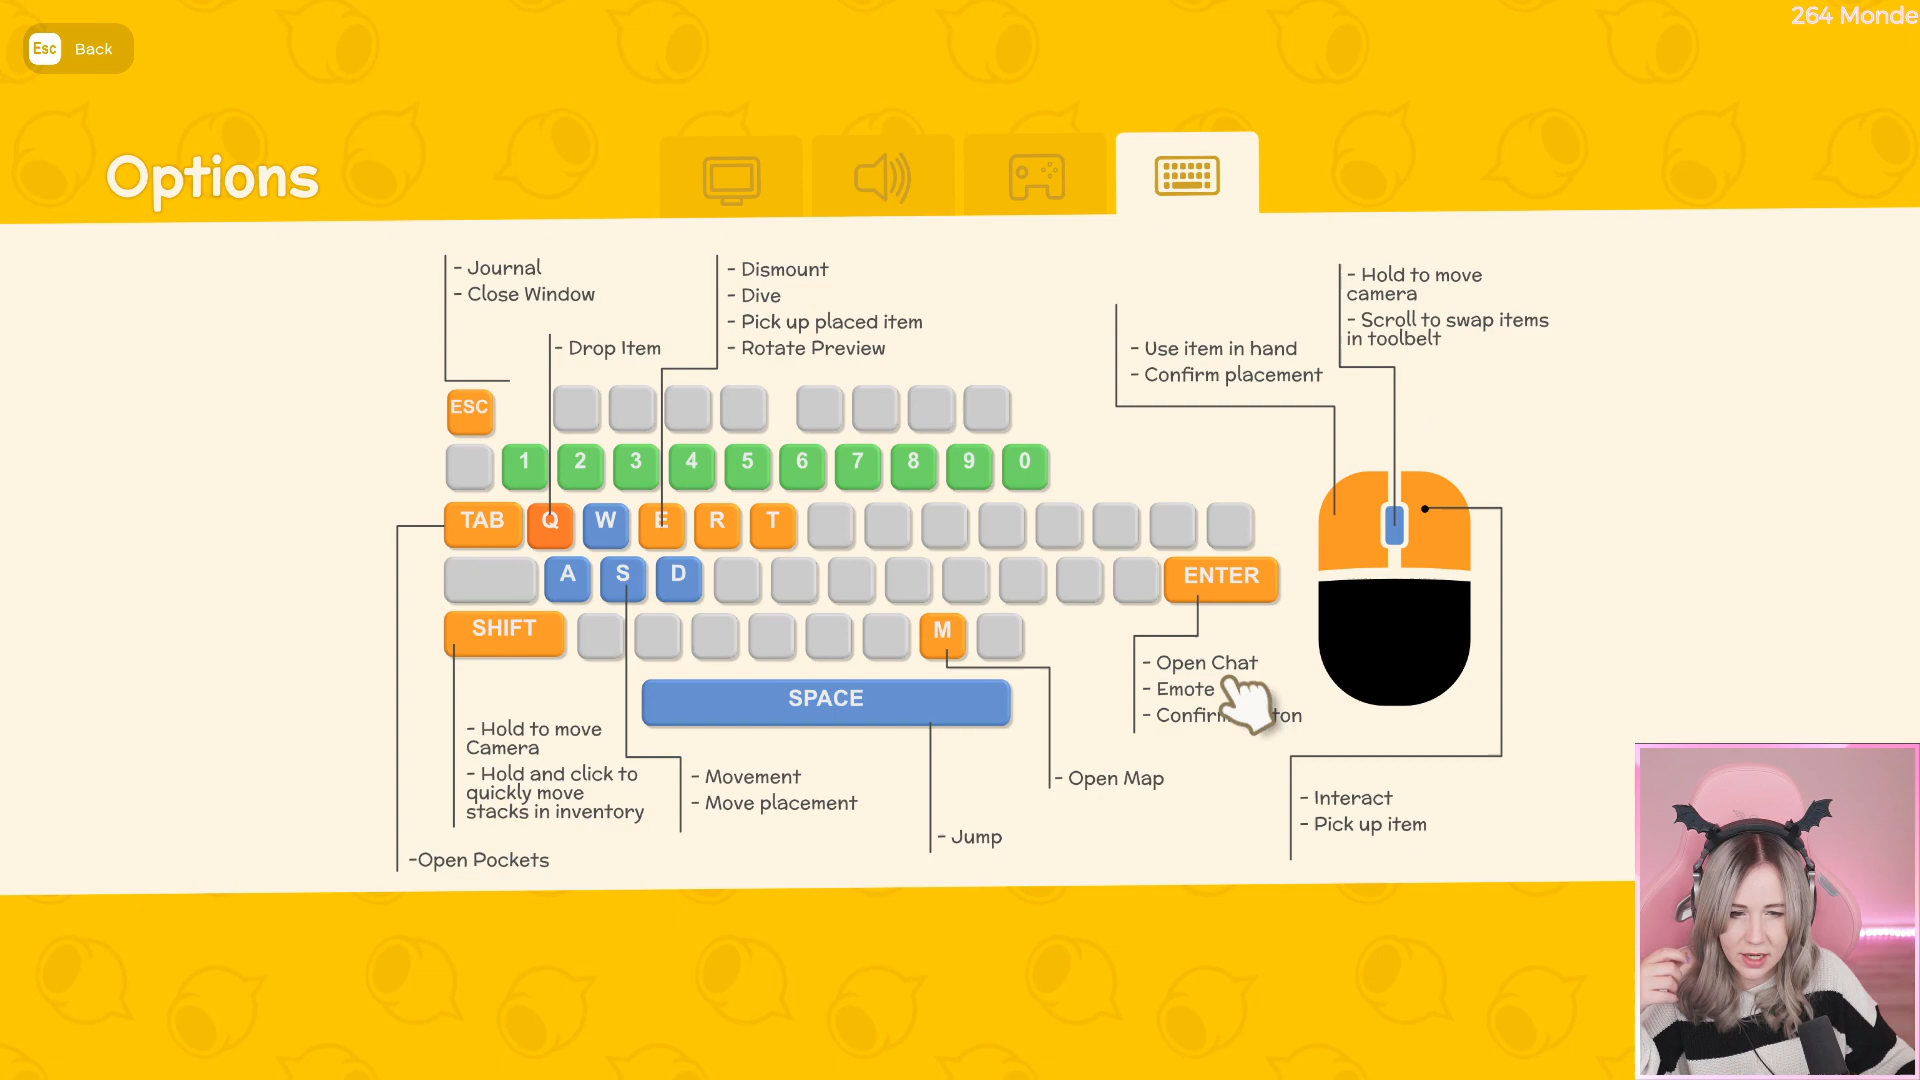 264 Monde
Esc Back
Options
- Journal
- Close Window
- Drop Item
- Dismount
- Dive
- Pick up placed item
- Rotate Preview
- Use item in hand
- Confirm placement
- Hold to move
camera
- Scroll to swap items
in toolbelt
ESC
1 2 3 4 5 6 7 8 9 0
TAB Q W E R T
A S D ENTER
SHIFT M
SPACE
- Open Chat
- Emote
- Hold to move
Camera
- Hold and click to
quickly move
stacks in inventory
- Movement
- Move placement
- Jump
- Open Map
- Interact
- Pick up item
-Open Pockets